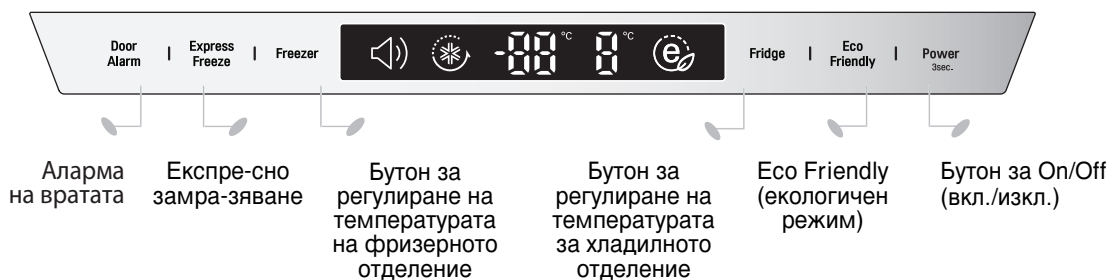 Door
Alarm
Express
Freeze
Freezer
-88 °C
8 °C
e
Fridge
Eco
Friendly
Power
3sec.
Аларма
на вратата
Експре-сно
замра-зяване
Бутон за
регулиране на
температурата
на фризерното
отделение
Бутон за
регулиране на
температурата
за хладилното
отделение
Eco Friendly
(екологичен
режим)
Бутон за On/Off
(вкл./изкл.)